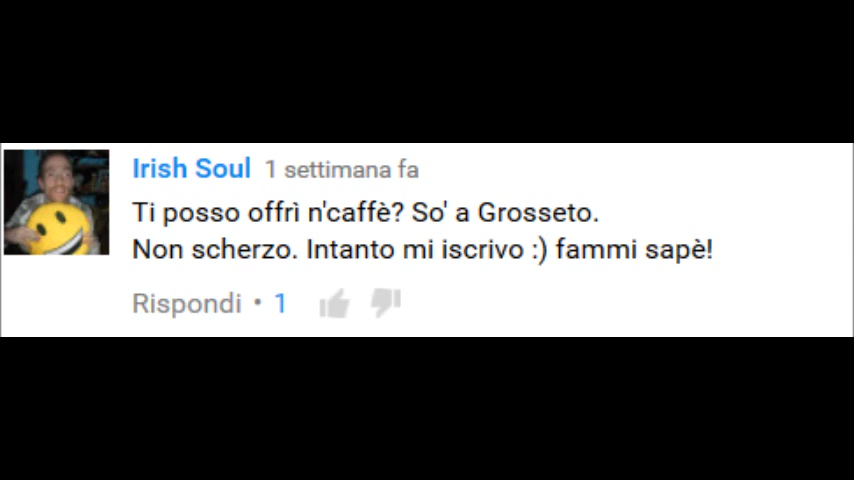 Irish Soul 1 settimana fa
Ti posso offrì n'caffè? So' a Grosseto.
Non scherzo. Intanto mi iscrivo :) fammi sapè!
Rispondi • 1